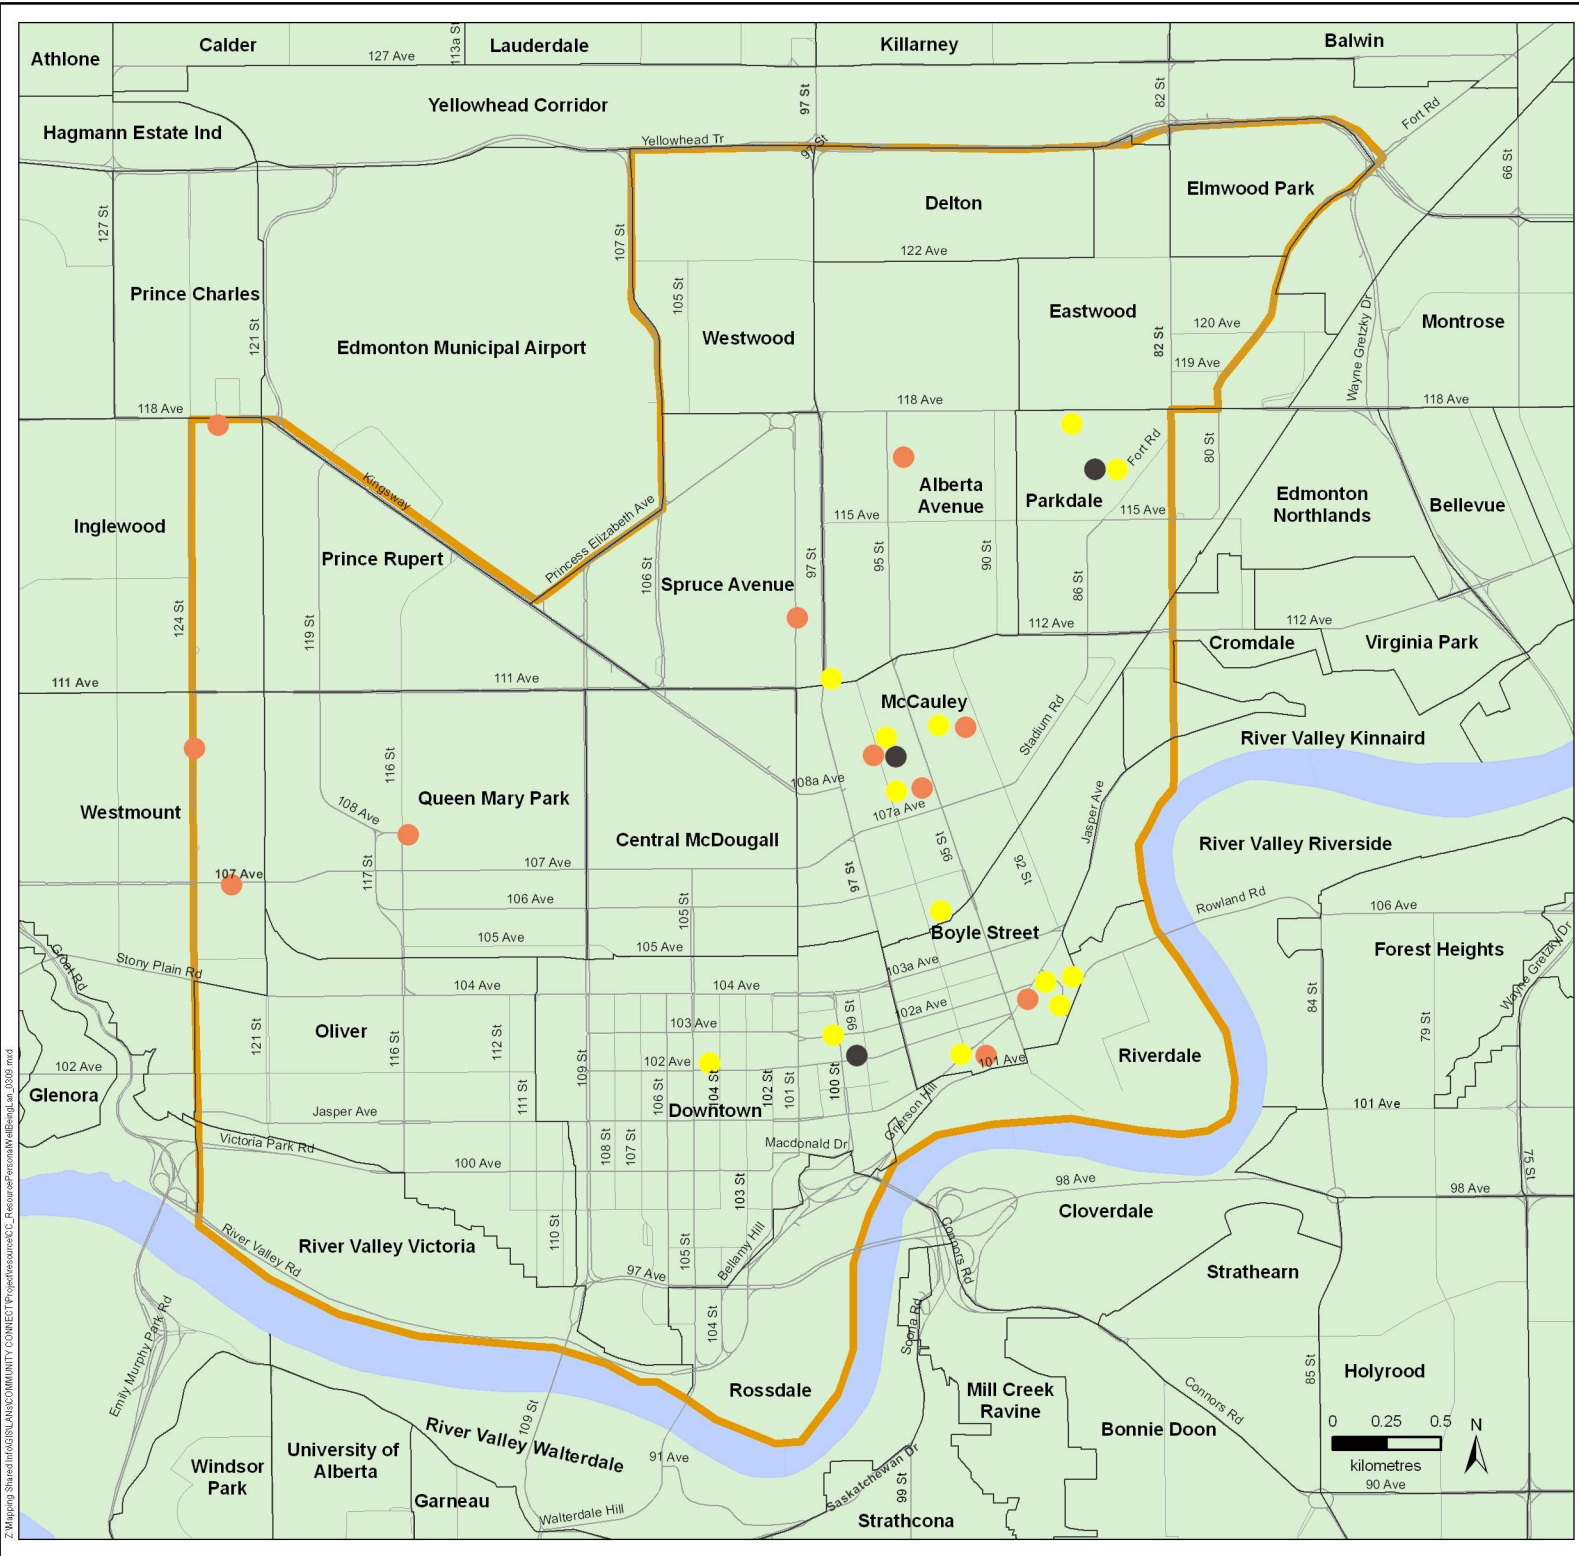 Athlone
Calder
127 Ave
113a St
Lauderdale
Killarney
Balwin
Hagmann Estate Ind
Yellowhead Corridor
97 St
82 St
Fort Rd
Yellowhead Tr
97 St
66 St
127 St
Elmwood Park
Delton
107 St
122 Ave
Prince Charles
105 St
Eastwood
121 St
Edmonton Municipal Airport
Westwood
82 St
120 Ave
Wayne Gretzky Dr
Montrose
119 Ave
118 Ave
118 Ave
118 Ave
Fort Rd
80 St
Kingsway
Alberta
Avenue
Parkdale
Edmonton
Northlands
Bellevue
Inglewood
Princess Elizabeth Ave
115 Ave
115 Ave
Prince Rupert
106 St
Spruce Avenue
97 St
95 St
90 St
86 St
124 St
119 St
112 Ave
112 Ave
Cromdale
Virginia Park
111 Ave
111 Ave
McCauley
Stadium Rd
River Valley Kinnaird
116 St
108a Ave
Queen Mary Park
108 Ave
107a Ave
Jasper Ave
Westmount
Central McDougall
95 St
92 St
River Valley Riverside
107 Ave
117 St
107 Ave
97 St
106 Ave
105 St
Rowland Rd
106 Ave
Boyle Street
105 Ave
105 Ave
Forest Heights
Groat Rd
Stony Plain Rd
103a Ave
Wayne Gretzky Dr
104 Ave
104 Ave
84 St
99 St
102a Ave
79 St
Oliver
103 Ave
121 St
116 St
112 St
109 St
102 Ave
102 Ave
101 Ave
Riverdale
Glenora
111 St
106 St
104 St
102 St
101 St
100 St
Jasper Ave
Downtown
Grierson Hill
101 Ave
Victoria Park Rd
108 St
107 St
Macdonald Dr
100 Ave
75 St
103 St
98 Ave
98 Ave
Cloverdale
River Valley Rd
River Valley Victoria
110 St
105 St
Bellamy Hill
Connors Rd
97 Ave
Strathearn
Emily Murphy Park Rd
104 St
Scona Rd
85 St
Holyrood
Rossdale
Mill Creek
Ravine
Connors Rd
109 St
River Valley Walterdale
Bonnie Doon
0 0.25 0.5
N
kilometres
University of
Alberta
91 Ave
Windsor
Park
Saskatchewan Dr
99 St
90 Ave
Garneau
Walterdale Hill
Strathcona